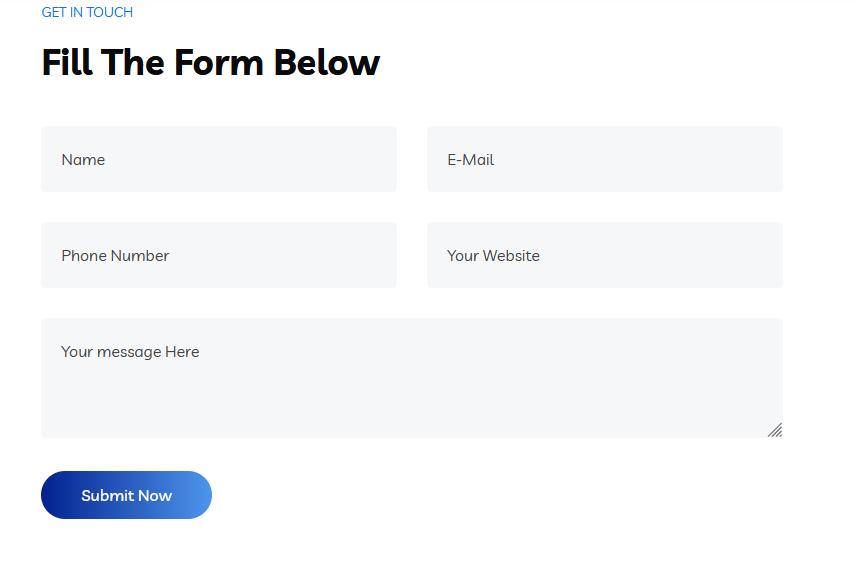 GET IN TOUCH
Fill The Form Below
Name
E-Mail
Phone Number
Your Website
Your message Here
Submit Now